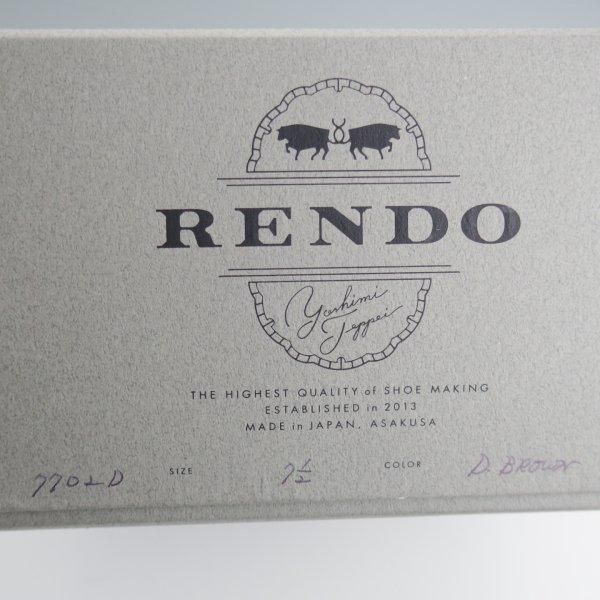 RENDO
Yoshimi
Teppei
THE HIGHEST QUALITY of SHOE MAKING
ESTABLISHED in 2013
MADE in JAPAN, ASAKUSA
7702D SIZE 7½ COLOR D. BROWN